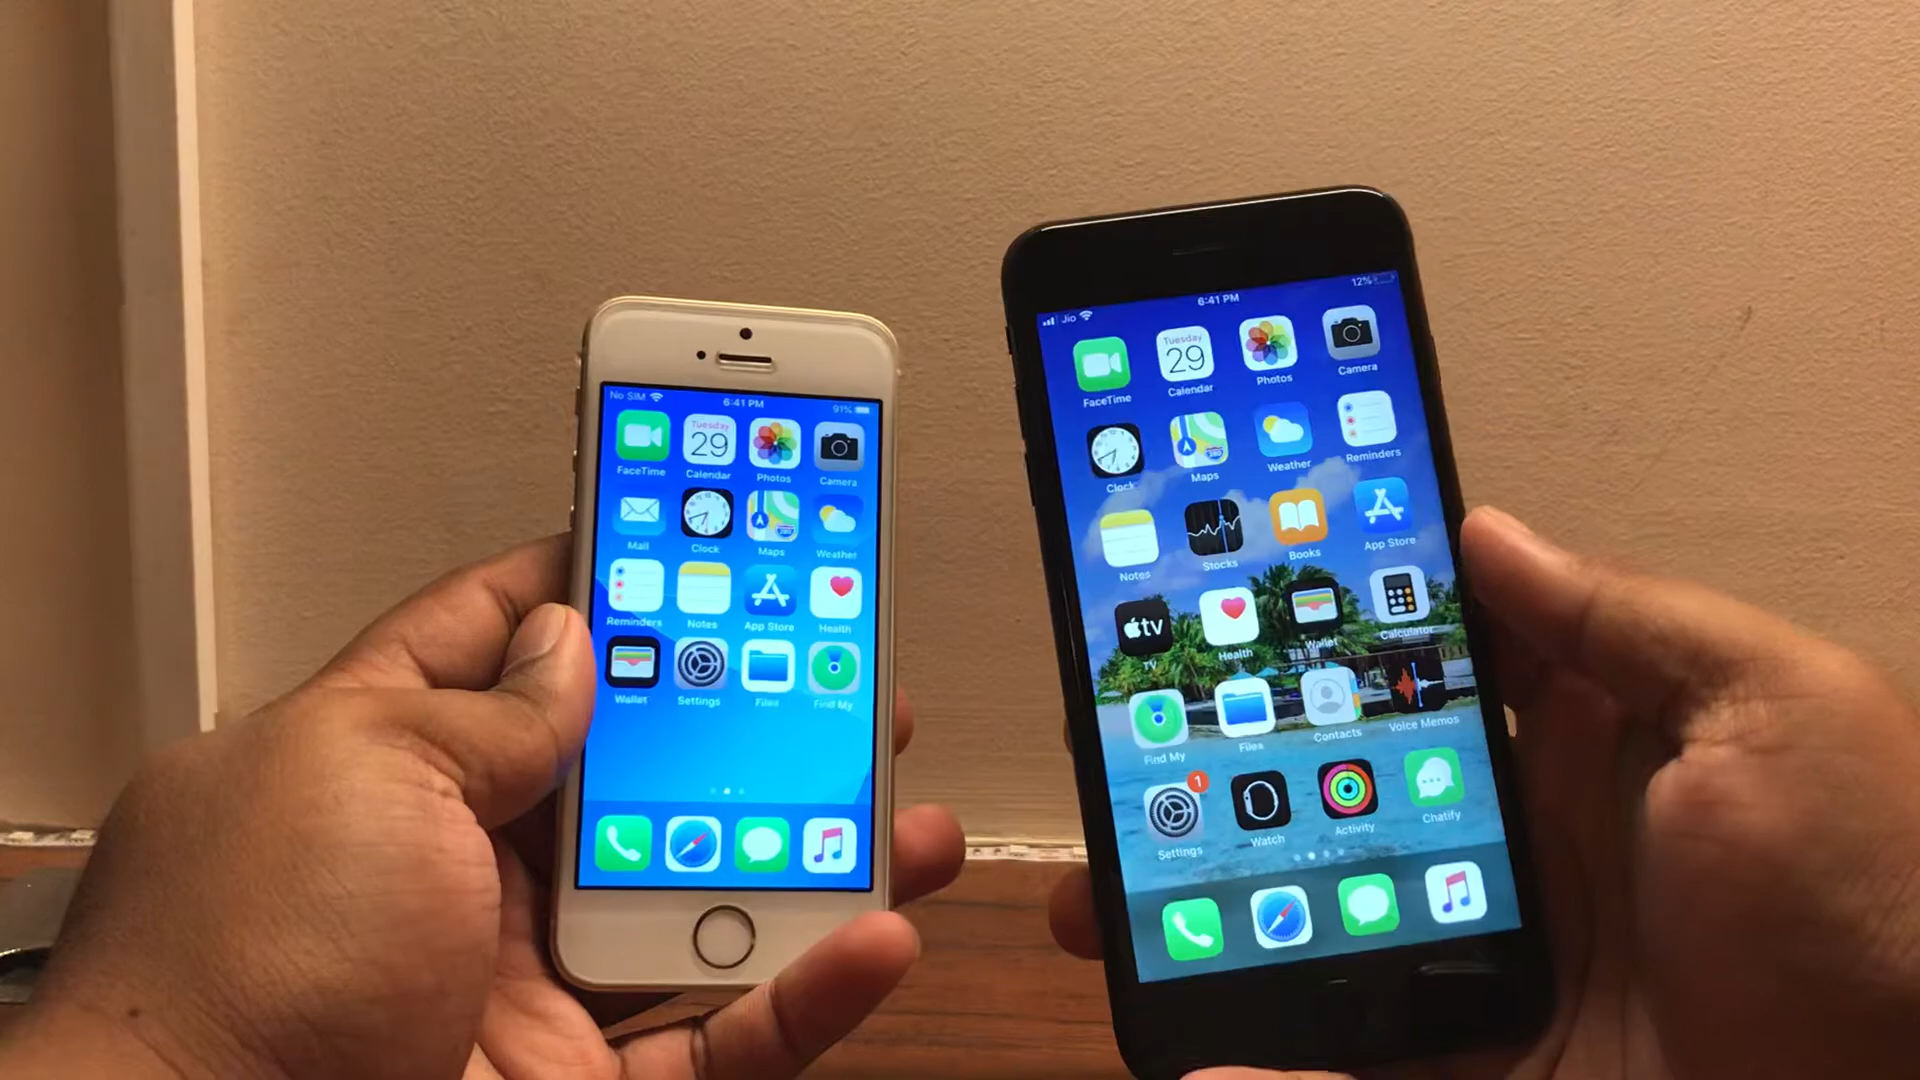 No SIM 6:41 PM 91%
Tuesday
29
FaceTime Calendar Photos Camera
Mail Clock Maps Weather
Reminders Notes App Store Health
Wallet Settings Files Find My
Jio 6:41 PM 12%
Tuesday
29
FaceTime Calendar Photos Camera
Clock Maps Weather Reminders
Notes Stocks Books App Store
tv
TV Health Wallet Calculator
Find My Files Contacts Voice Memos
1
Settings Watch Activity Chatify